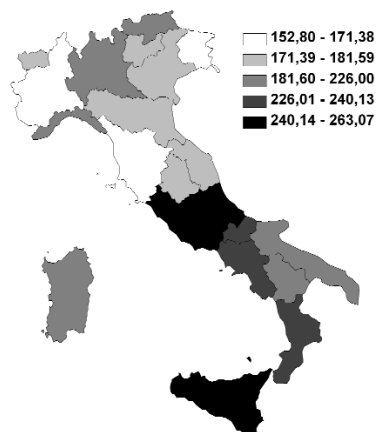 152,80 - 171,38
171,39 - 181,59
181,60 - 226,00
226,01 - 240,13
240,14 - 263,07